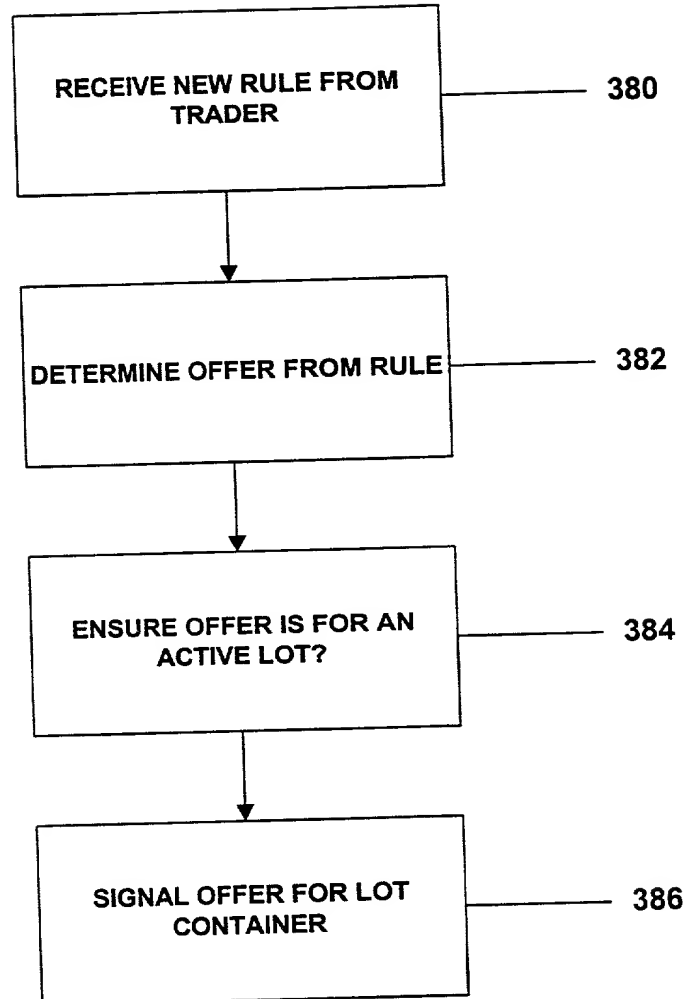 RECEIVE NEW RULE FROM
TRADER
380
DETERMINE OFFER FROM RULE
382
ENSURE OFFER IS FOR AN
ACTIVE LOT?
384
SIGNAL OFFER FOR LOT
CONTAINER
386